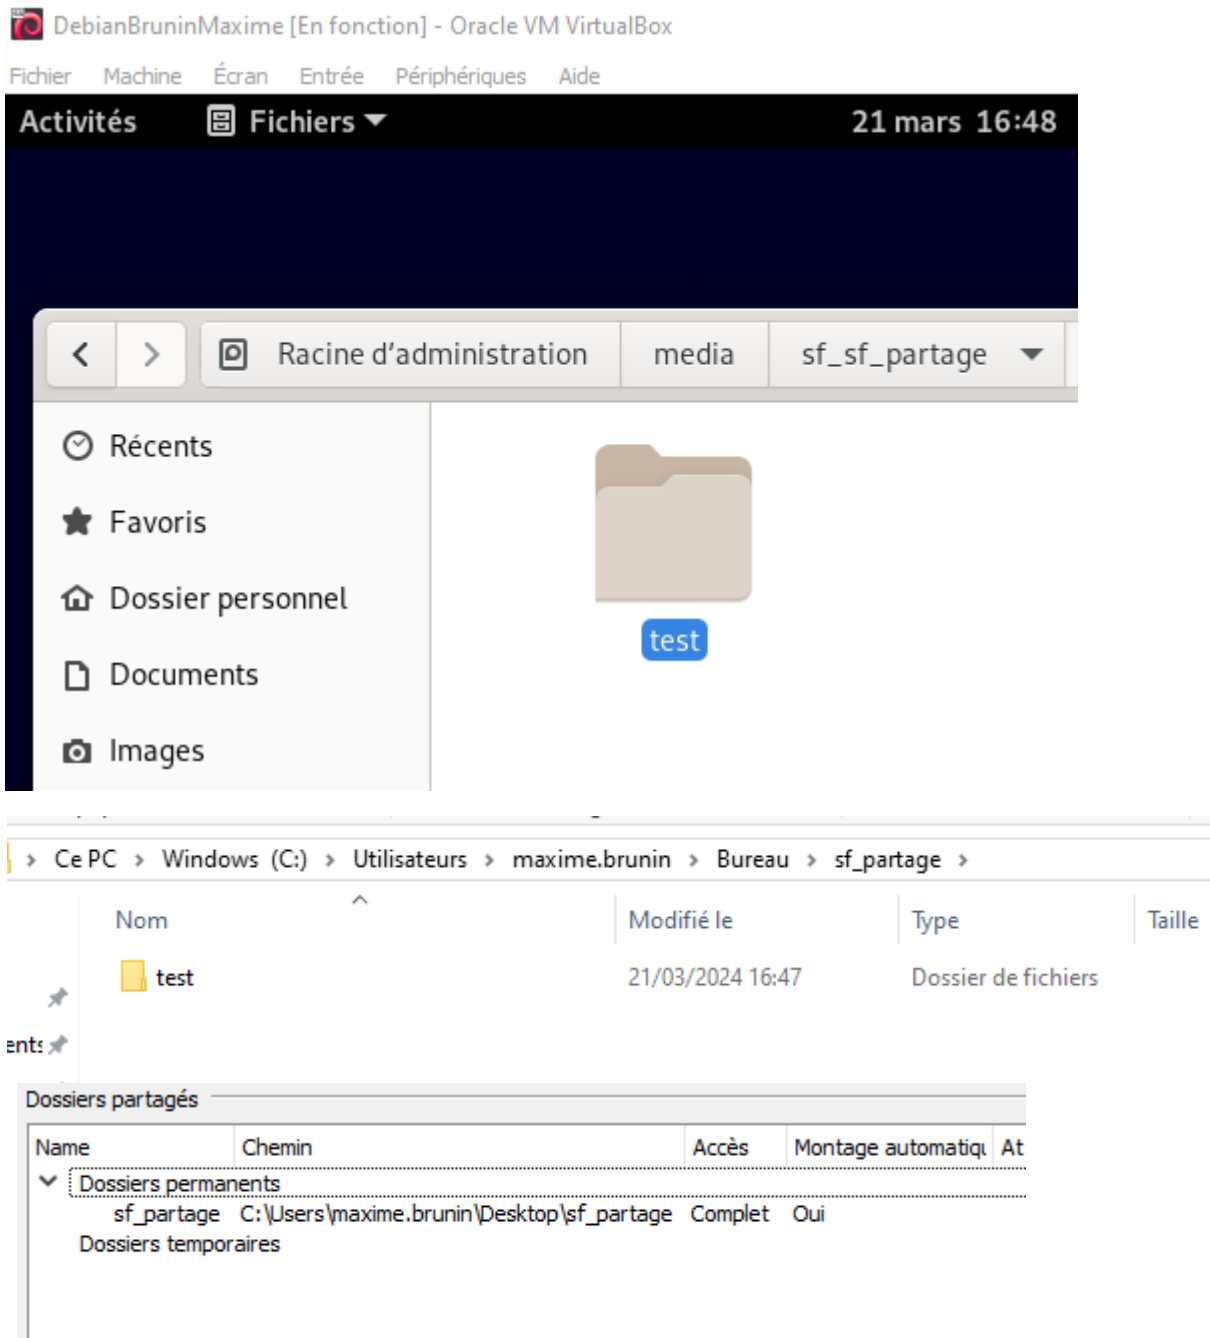 DebianBruninMaxime [En fonction] - Oracle VM VirtualBox
Fichier Machine Écran Entrée Périphériques Aide
Activités Fichiers 21 mars 16:48
Racine d'administration media sf_sf_partage
Récents
Favoris
Dossier personnel
Documents
Images
test
> Ce PC > Windows (C:) > Utilisateurs > maxime.brunin > Bureau > sf_partage >
Nom Modifié le Type Taille
test 21/03/2024 16:47 Dossier de fichiers
ents
Dossiers partagés
Name Chemin Accès Montage automatiqu At
Dossiers permanents
sf_partage C:\Users\maxime.brunin\Desktop\sf_partage Complet Oui
Dossiers temporaires